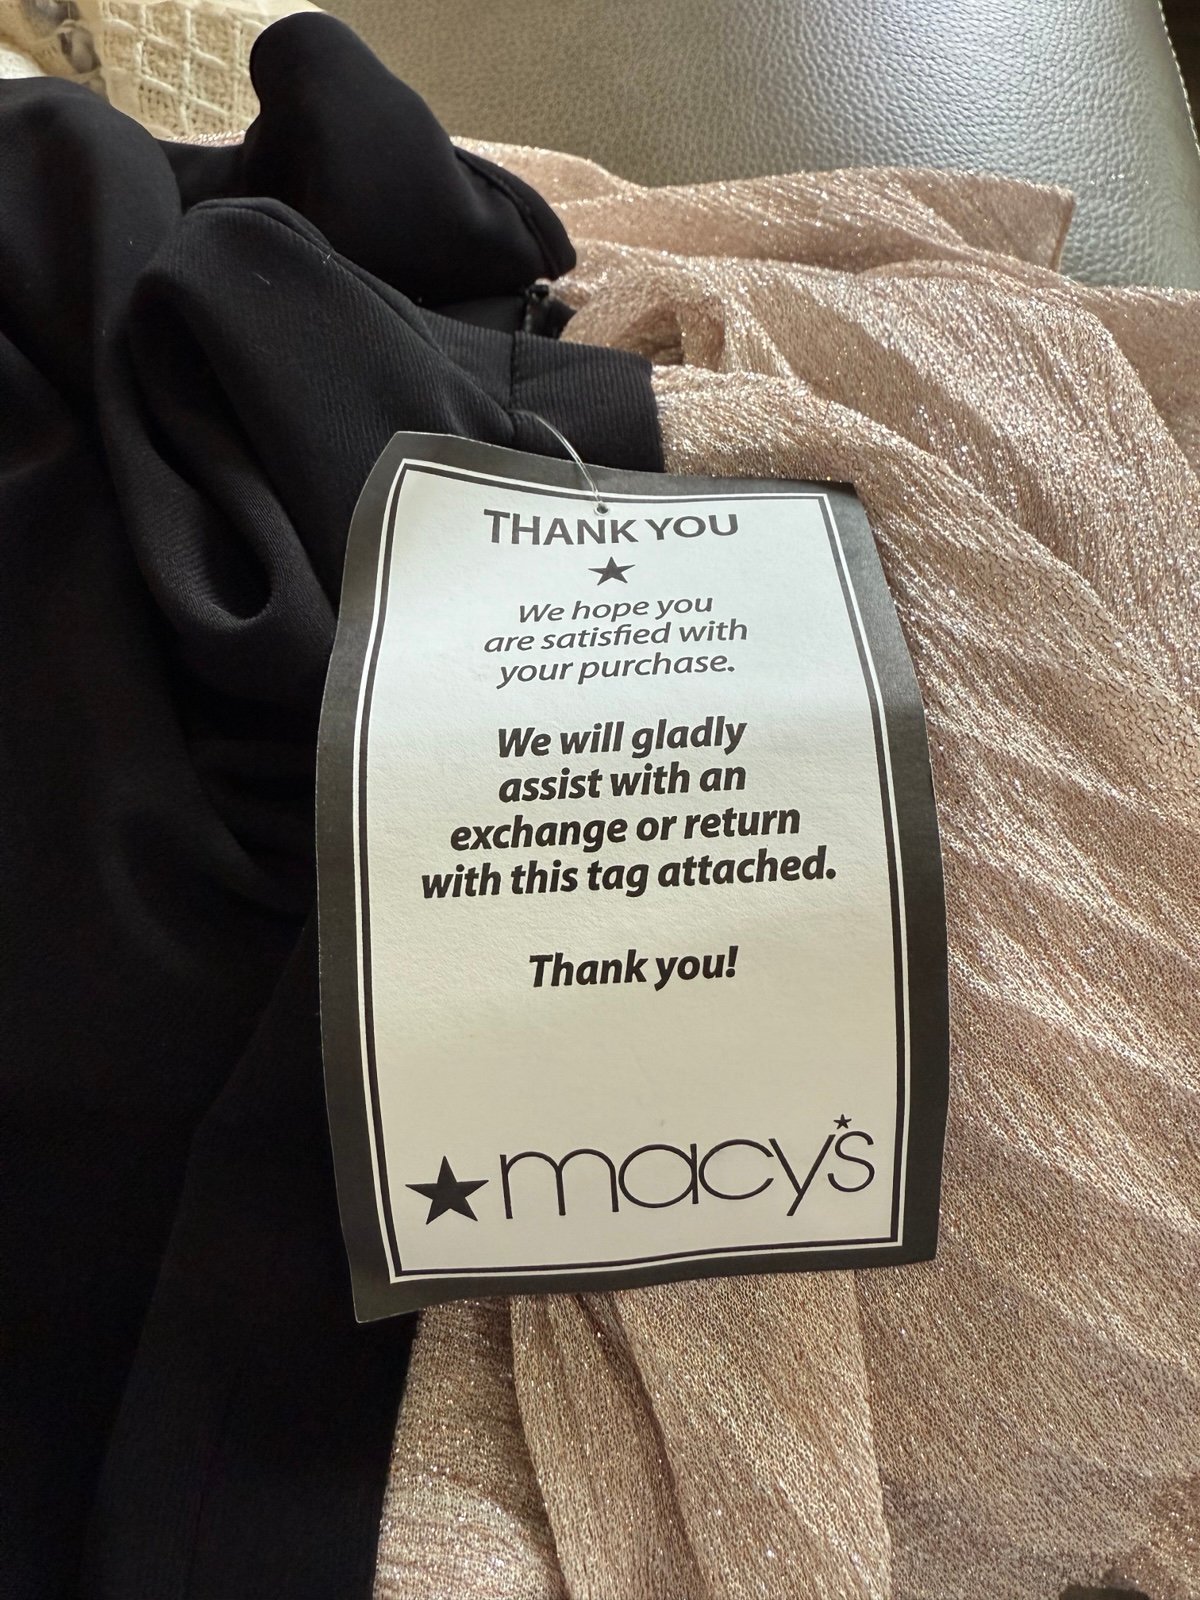 THANK YOU
We hope you
are satisfied with
your purchase.
We will gladly
assist with an
exchange or return
with this tag attached.
Thank you!
macy's